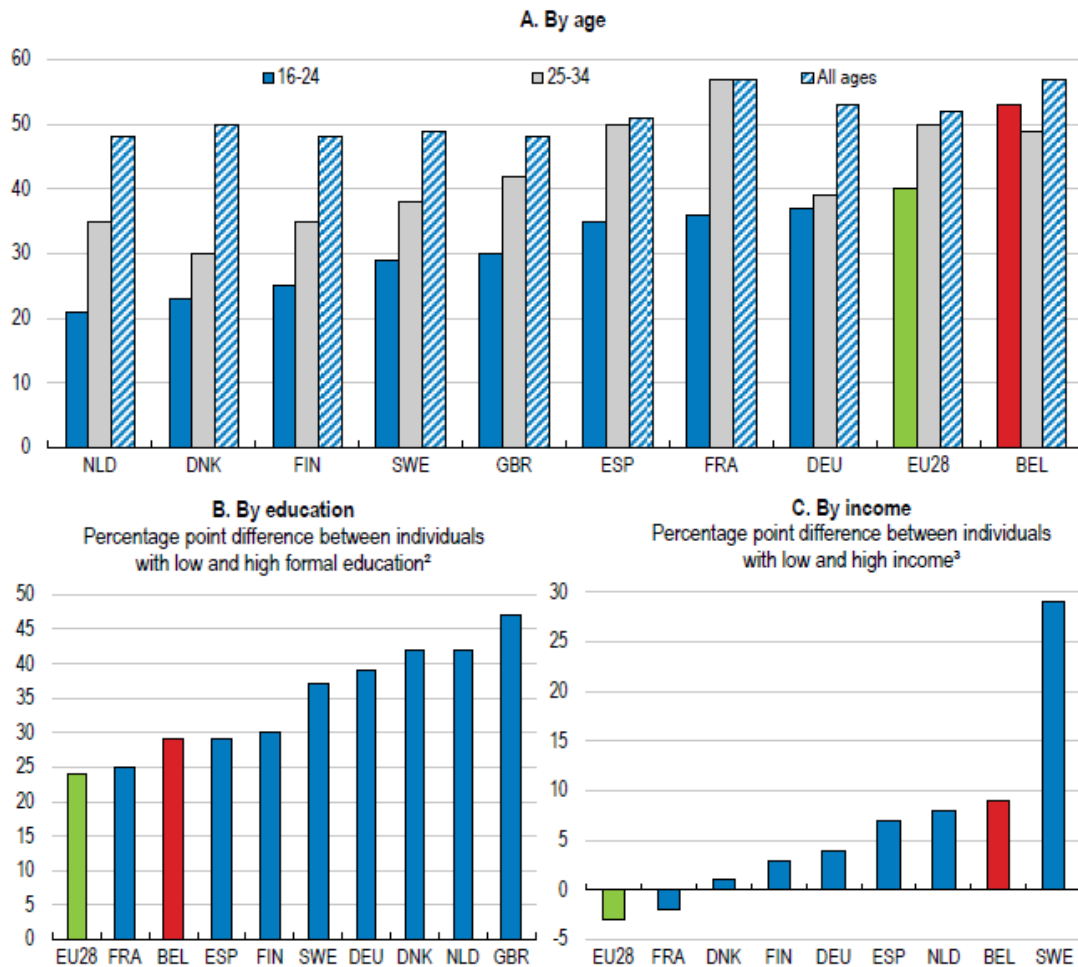 A. By age
60
16-24
25-34
All ages
50
40
30
20
10
0
NLD DNK FIN SWE GBR ESP FRA DEU EU28 BEL
B. By education
Percentage point difference between individuals
with low and high formal education²
50
45
40
35
30
25
20
15
10
5
0
EU28 FRA BEL ESP FIN SWE DEU DNK NLD GBR
C. By income
Percentage point difference between individuals
with low and high income³
30
25
20
15
10
5
0
-5
EU28 FRA DNK FIN DEU ESP NLD BEL SWE